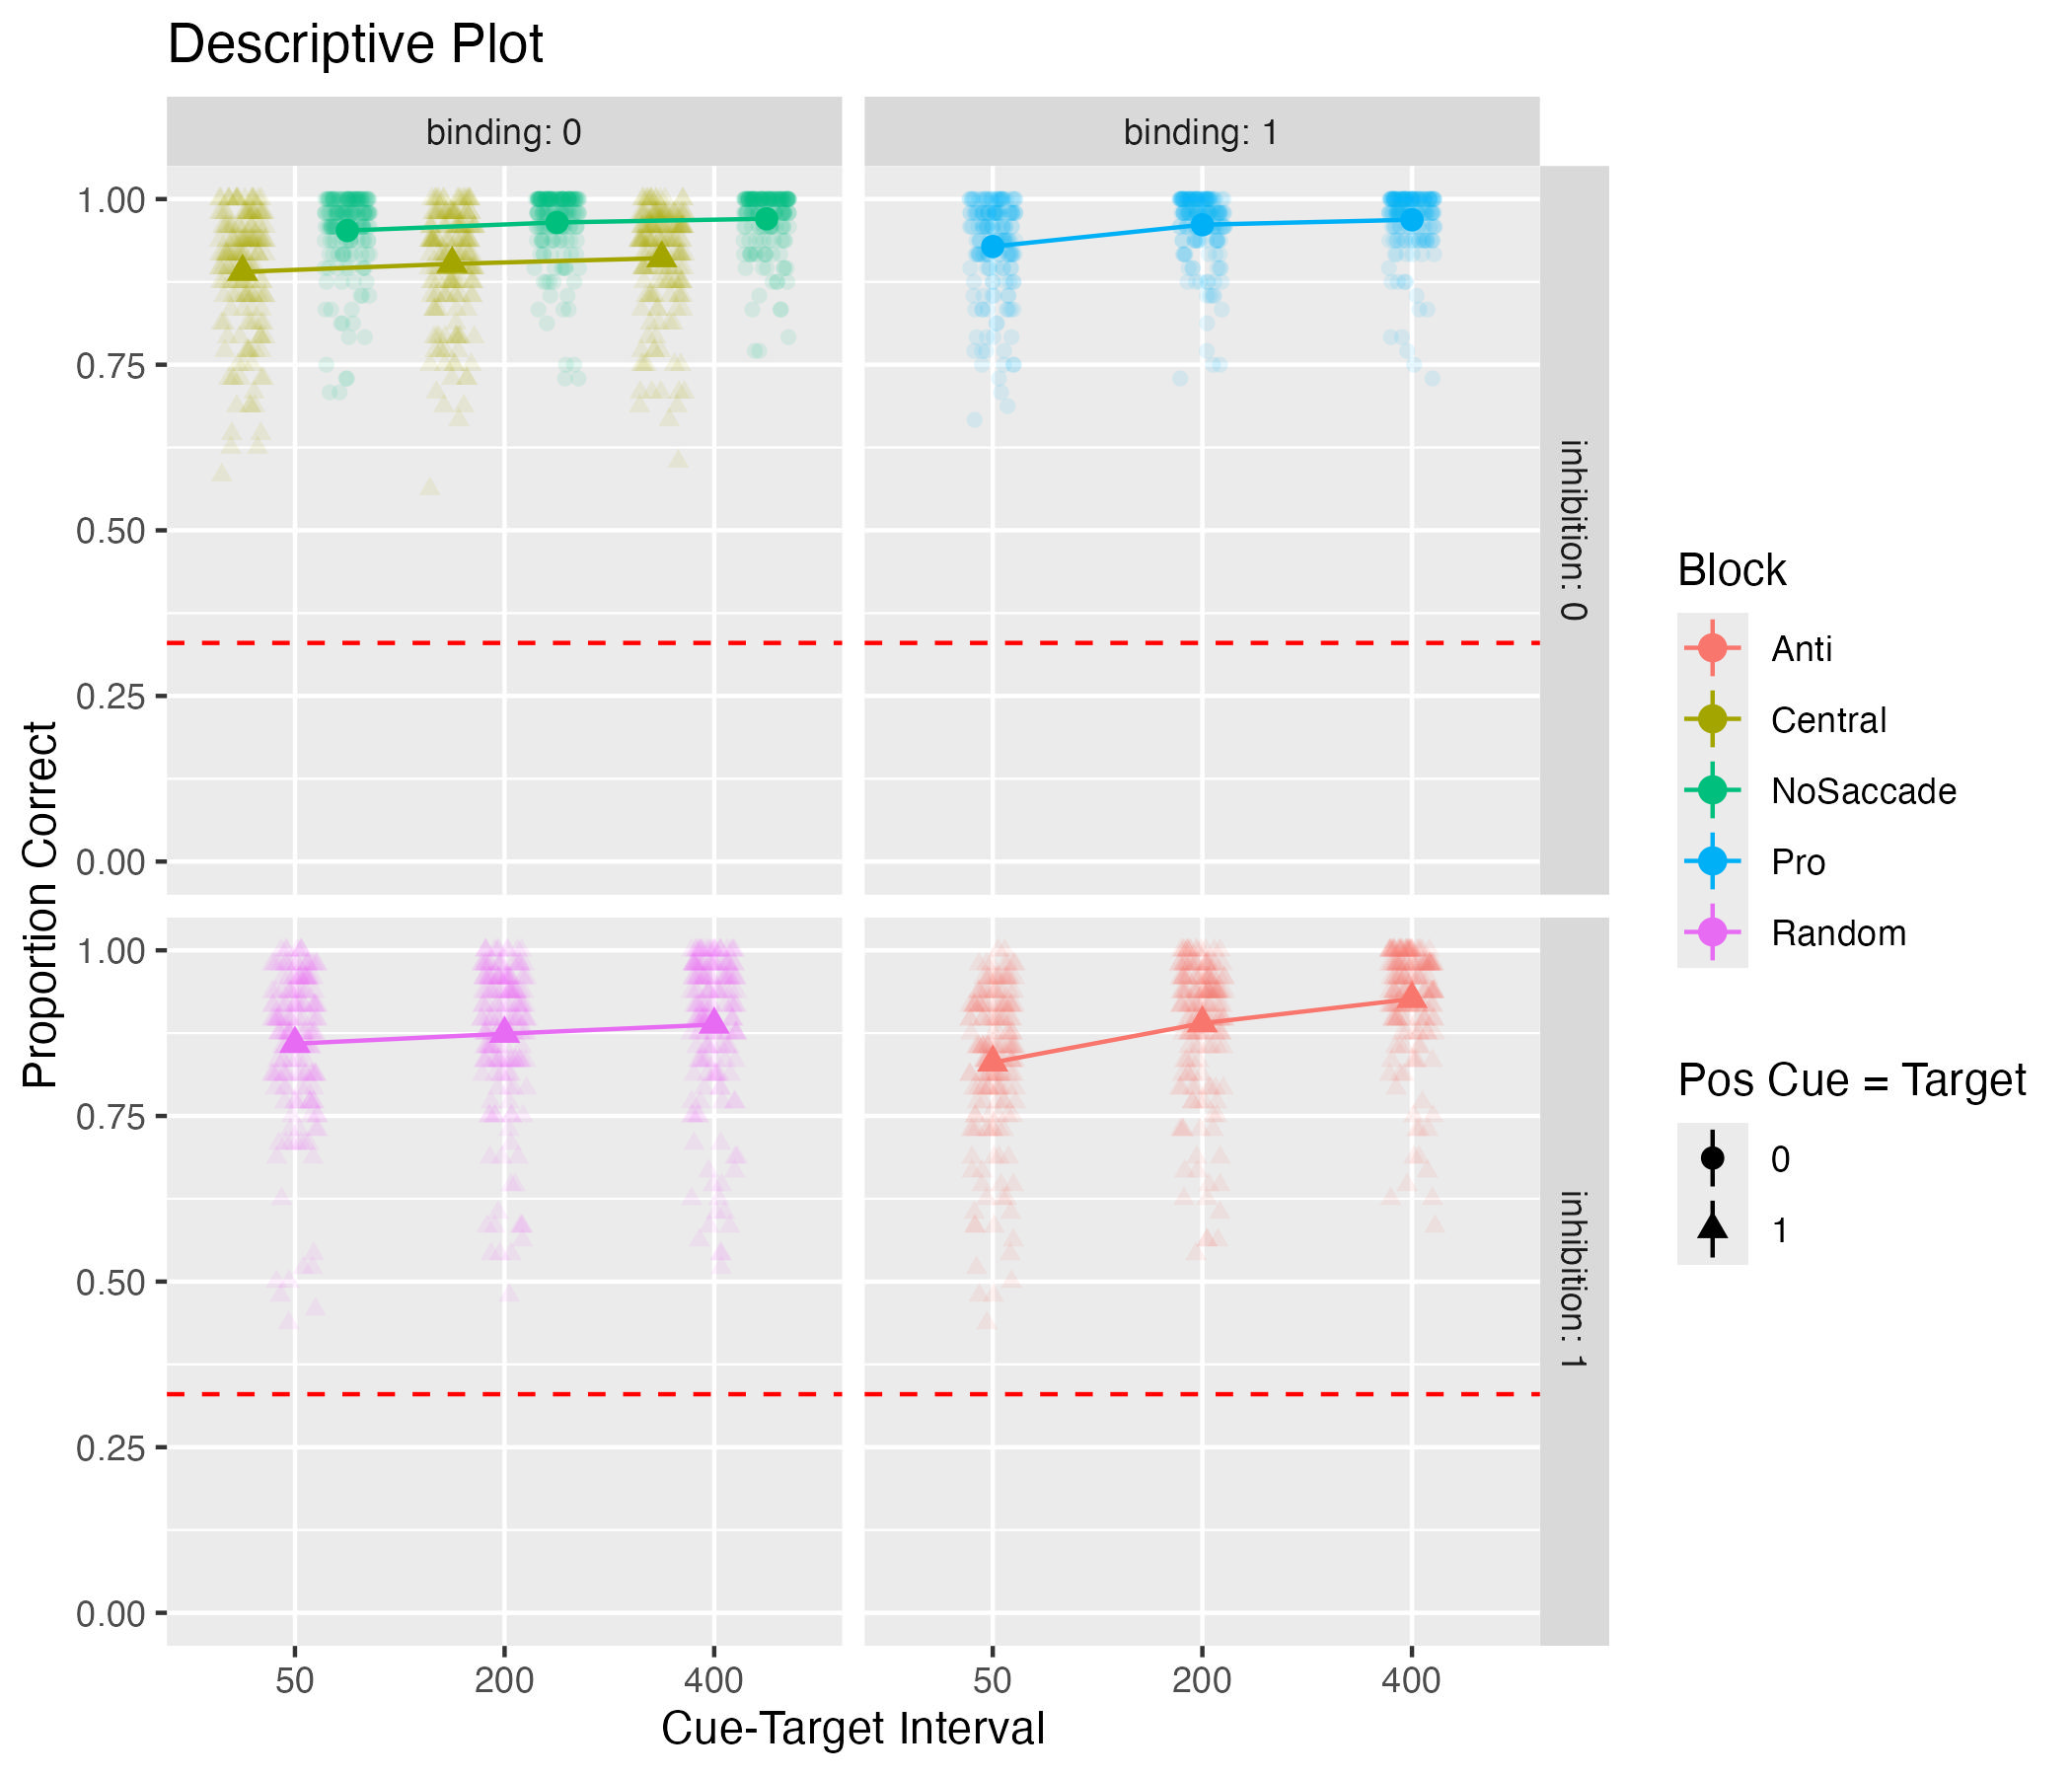 Descriptive Plot
binding: 0
binding: 1
1.00
0.75
0.50
0.25
0.00
inhibition: 0
1.00
0.75
0.50
0.25
0.00
inhibition: 1
Proportion Correct
50 200 400
50 200 400
Cue-Target Interval
Block
Anti
Central
NoSaccade
Pro
Random
Pos Cue = Target
0
1